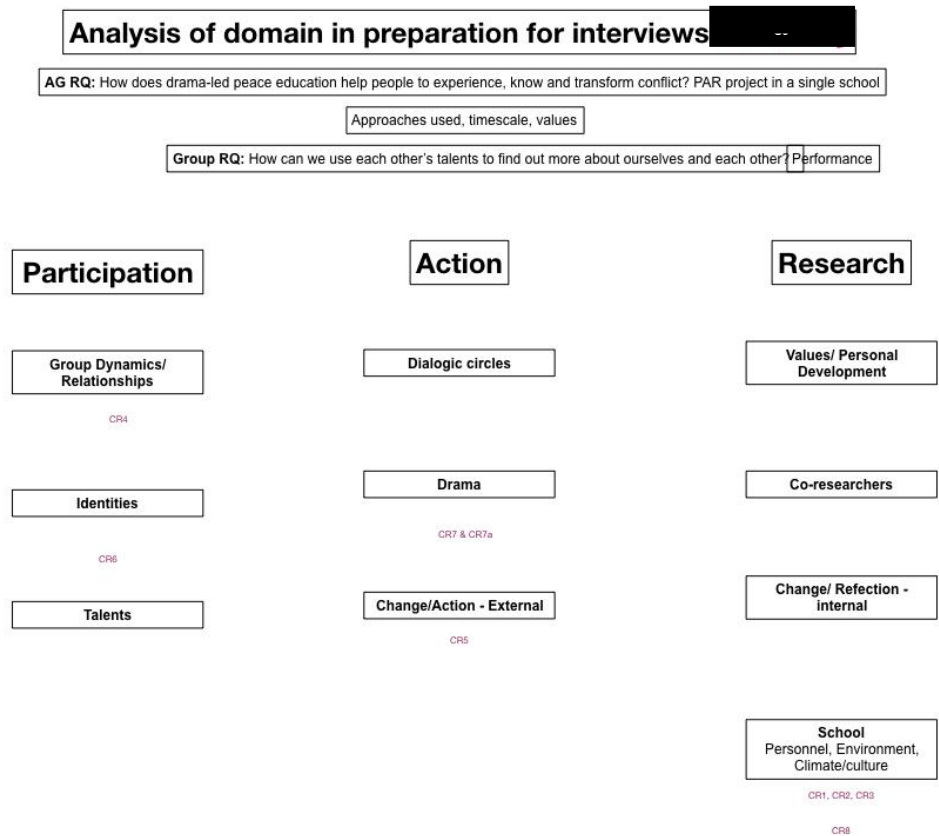 Analysis of domain in preparation for interviews
AG RQ: How does drama-led peace education help people to experience, know and transform conflict? PAR project in a single school
Approaches used, timescale, values
Group RQ: How can we use each other's talents to find out more about ourselves and each other? Performance
Participation
Group Dynamics/
Relationships
CR4
Identities
CR6
Talents
Action
Dialogic circles
Drama
CR7 & CR7a
Change/Action - External
CR5
Research
Values/ Personal
Development
Co-researchers
Change/ Refection -
internal
School
Personnel, Environment,
Climate/culture
CR1, CR2, CR3
CR8